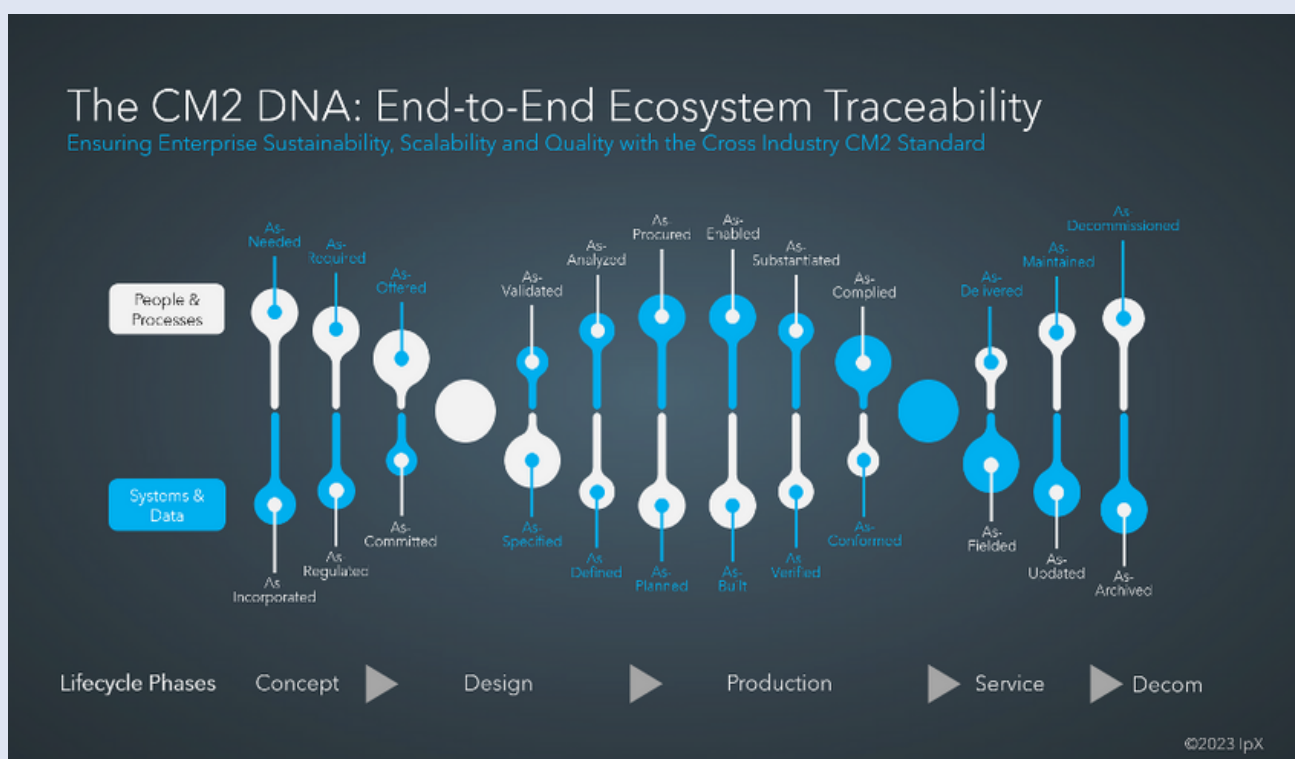 The CM2 DNA: End-to-End Ecosystem Traceability
Ensuring Enterprise Sustainability, Scalability and Quality with the Cross Industry CM2 Standard
People &
Processes
As-
Needed
As-
Required
As-
Offered
As-
Validated
As-
Analyzed
As-
Procured
As-
Enabled
As-
Substantiated
As-
Complied
As-
Delivered
As-
Maintained
As-
Decommissioned
Systems &
Data
As
Incorporated
As
Regulated
As-
Committed
As-
Specified
As-
Defined
As-
Planned
As-
Built
As
Verified
As-
Conformed
As-
Fielded
As-
Updated
As-
Archived
Lifecycle Phases
Concept
Design
Production
Service
Decom
©2023 IpX